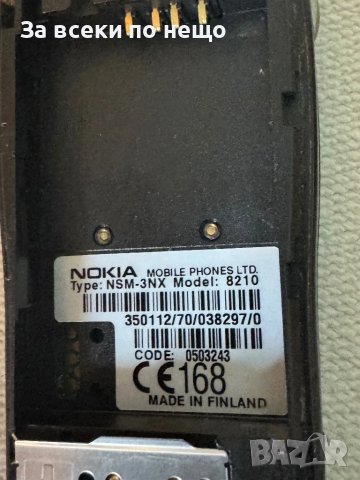 За всеки по нещо
NOKIA MOBILE PHONES LTD.
Type: NSM-3NX Model: 8210
350112/70/038297/0
CODE: 0503243
CE168
MADE IN FINLAND
BAZAR